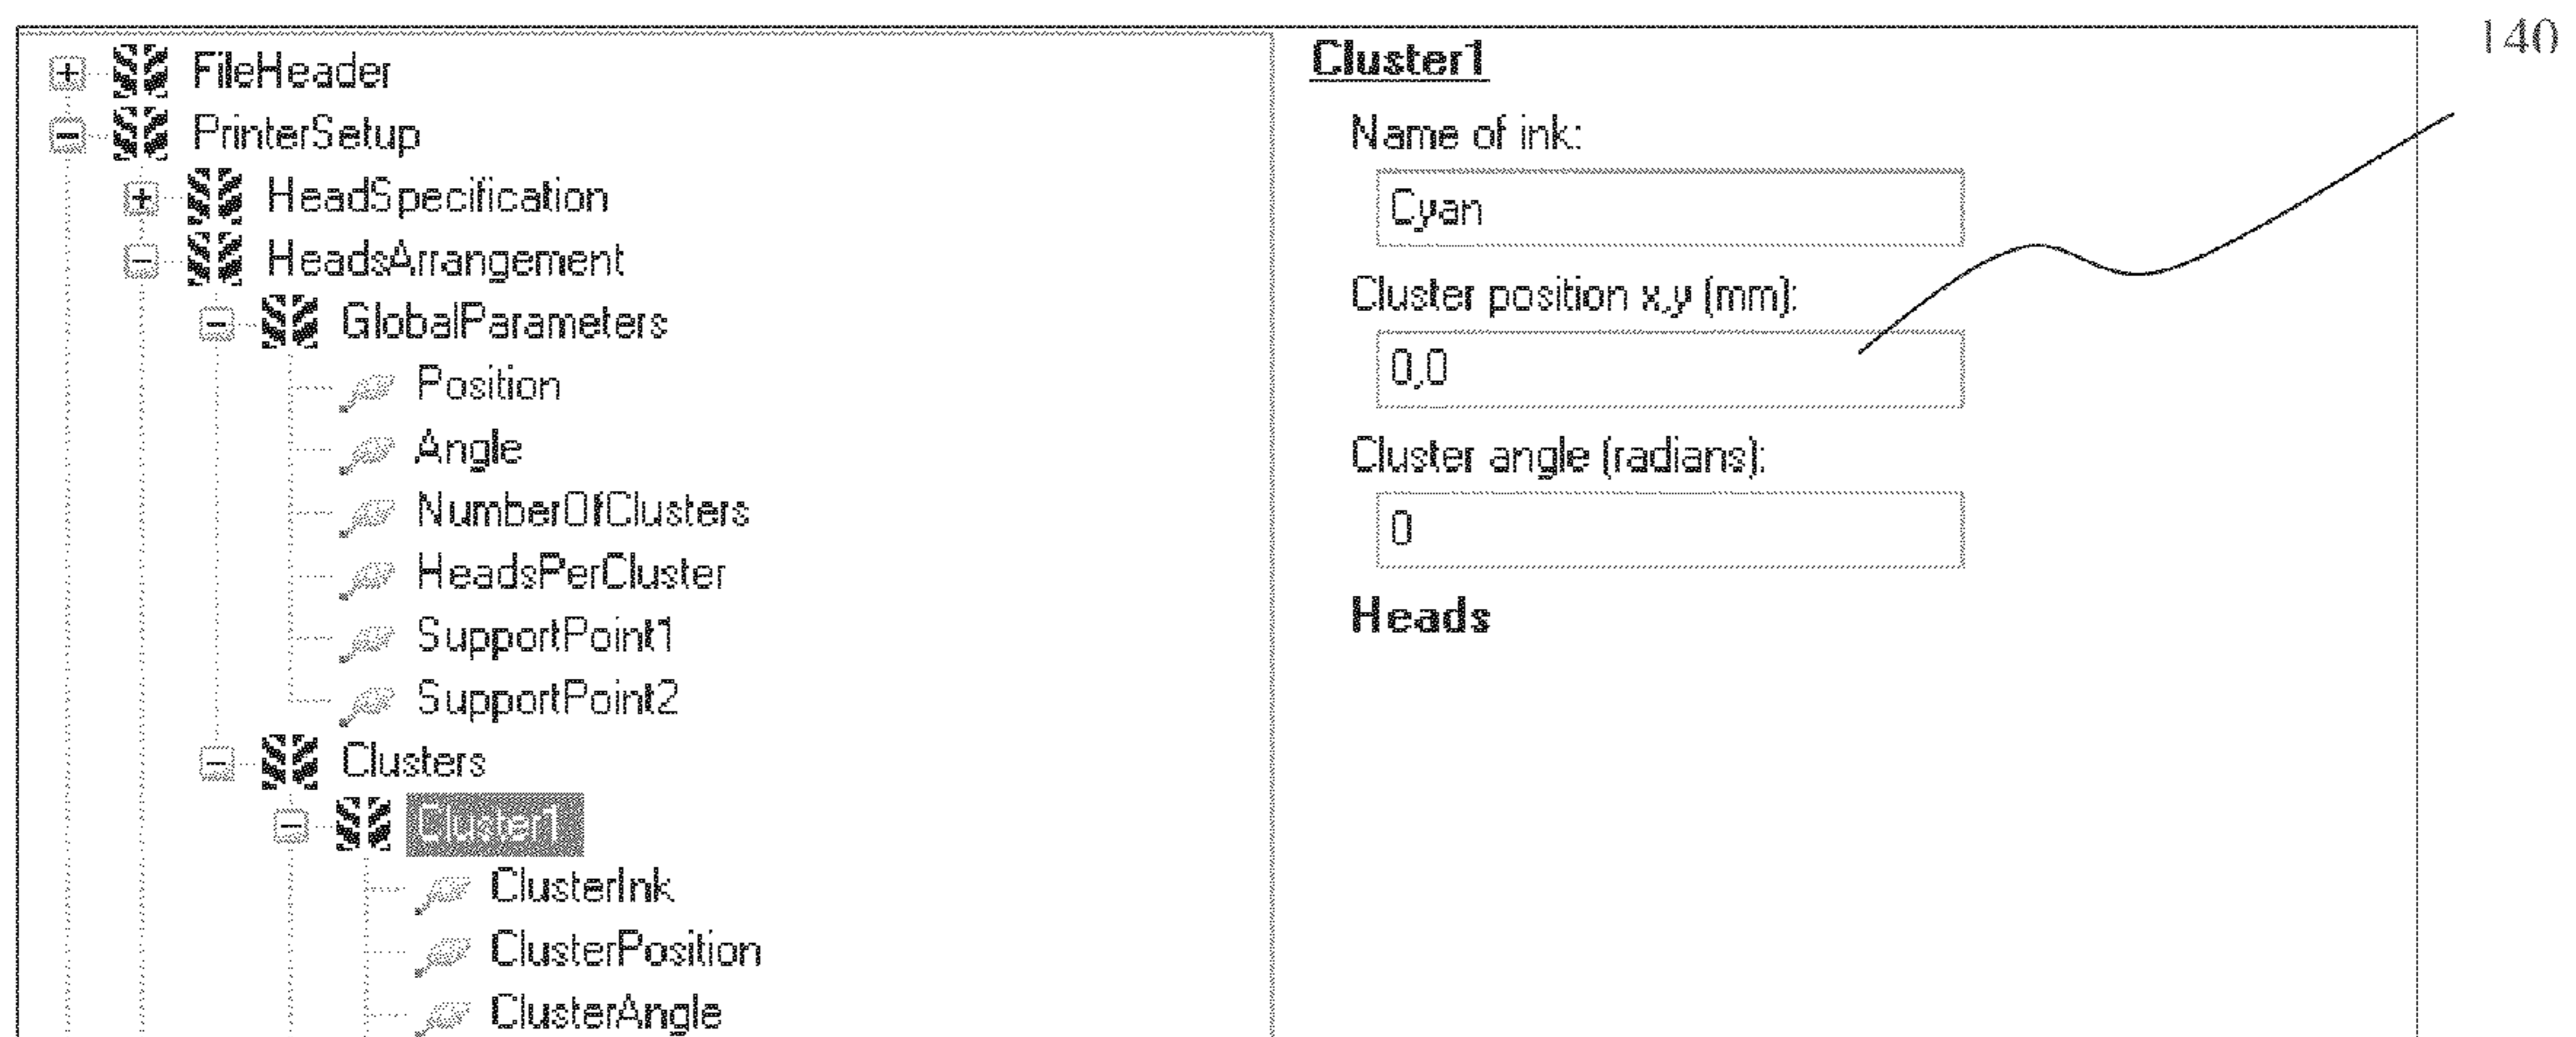 FileHeader
PrinterSetup
HeadSpecification
HeadsArrangement
GlobalParameters
Position
Angle
NumberOfClusters
HeadsPerCluster
SupportPoint1
SupportPoint2
Clusters
Cluster1
ClusterInk
ClusterPosition
ClusterAngle
Cluster1
Name of ink:
Cyan
Cluster position x,y (mm):
0,0
Cluster angle (radians):
0
Heads
140